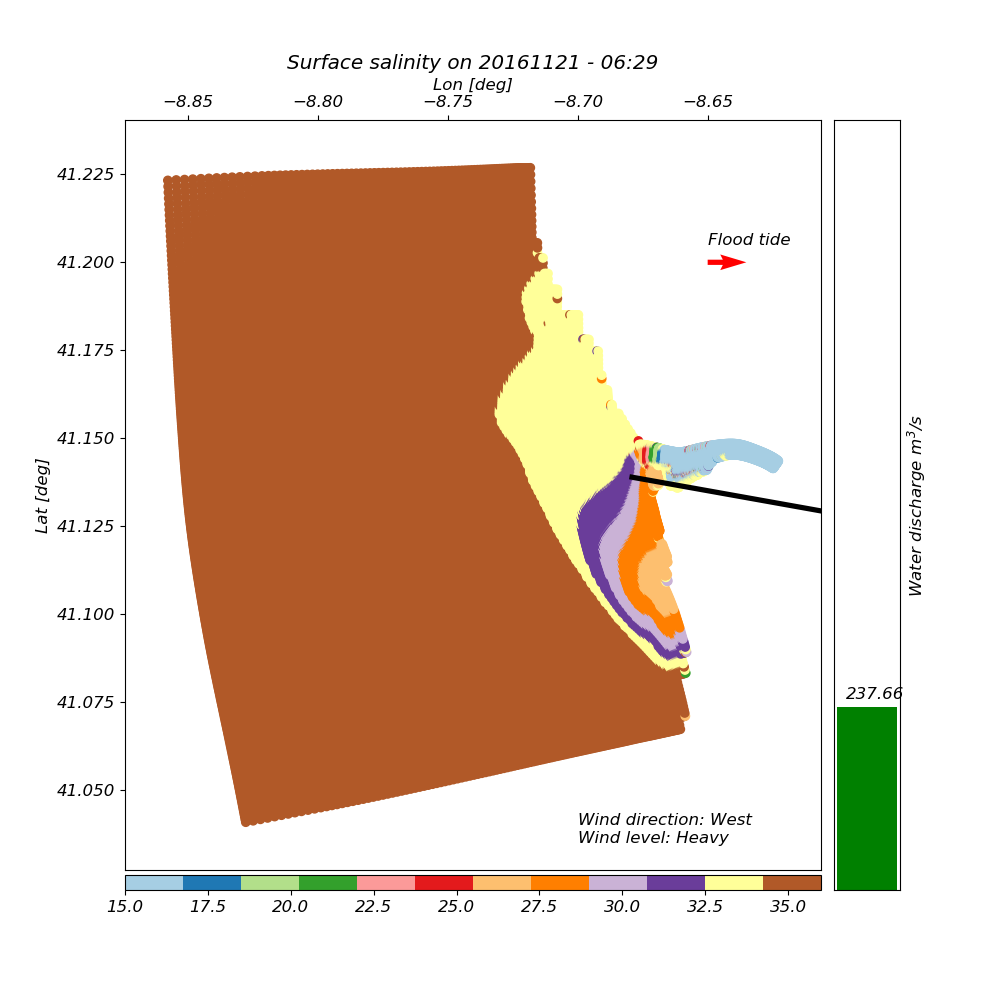 Surface salinity on 20161121 - 06:29
Lon [deg]
−8.85 −8.80 −8.75 −8.70 −8.65
41.225
41.200
41.175
41.150
41.125
41.100
41.075
41.050
Lat [deg]
Flood tide
Water discharge m³/s
237.66
Wind direction: West
Wind level: Heavy
15.0 17.5 20.0 22.5 25.0 27.5 30.0 32.5 35.0